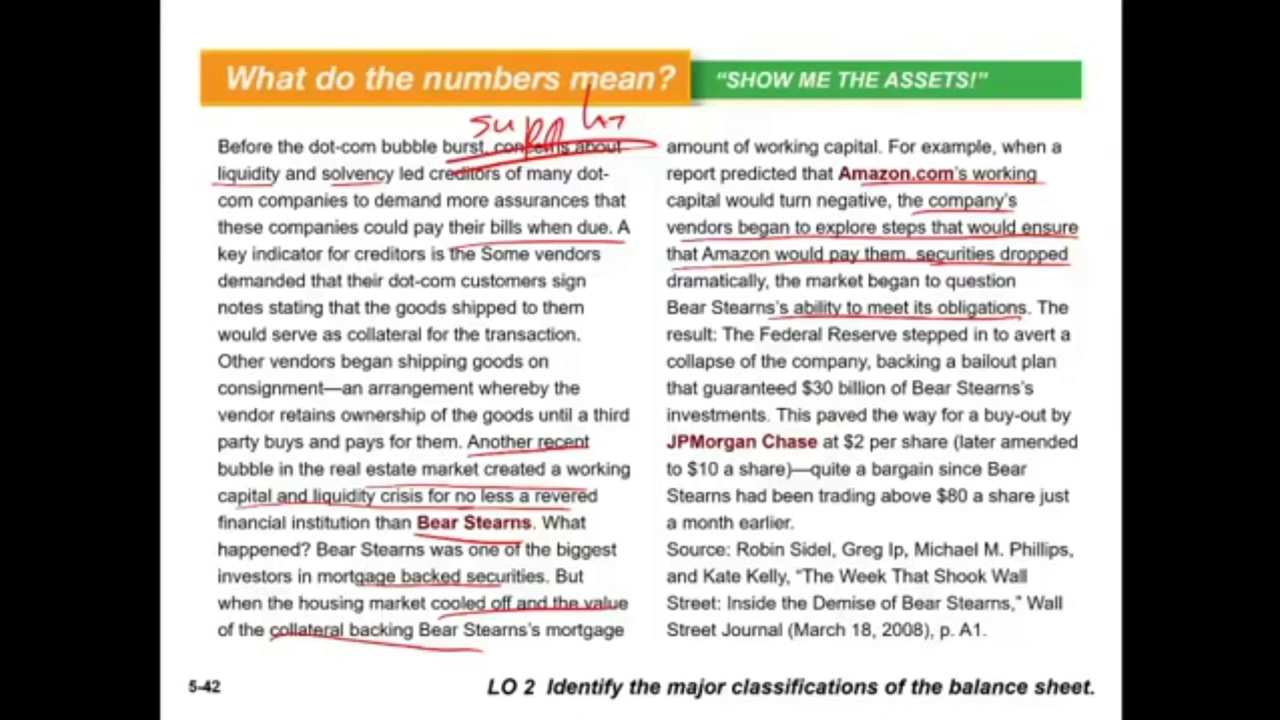 What do the numbers mean?
"SHOW ME THE ASSETS!"
Before the dot-com bubble burst, concerns about
liquidity and solvency led creditors of many dot-
com companies to demand more assurances that
these companies could pay their bills when due. A
key indicator for creditors is the Some vendors
demanded that their dot-com customers sign
notes stating that the goods shipped to them
would serve as collateral for the transaction.
Other vendors began shipping goods on
consignment—an arrangement whereby the
vendor retains ownership of the goods until a third
party buys and pays for them. Another recent
bubble in the real estate market created a working
capital and liquidity crisis for no less a revered
financial institution than Bear Stearns. What
happened? Bear Stearns was one of the biggest
investors in mortgage backed securities. But
when the housing market cooled off and the value
of the collateral backing Bear Stearns's mortgage
amount of working capital. For example, when a
report predicted that Amazon.com's working
capital would turn negative, the company's
vendors began to explore steps that would ensure
that Amazon would pay them. securities dropped
dramatically, the market began to question
Bear Stearns's ability to meet its obligations. The
result: The Federal Reserve stepped in to avert a
collapse of the company, backing a bailout plan
that guaranteed $30 billion of Bear Stearns's
investments. This paved the way for a buy-out by
JPMorgan Chase at $2 per share (later amended
to $10 a share)—quite a bargain since Bear
Stearns had been trading above $80 a share just
a month earlier.
Source: Robin Sidel, Greg Ip, Michael M. Phillips,
and Kate Kelly, "The Week That Shook Wall
Street: Inside the Demise of Bear Stearns," Wall
Street Journal (March 18, 2008), p. A1.
5-42
LO 2 Identify the major classifications of the balance sheet.